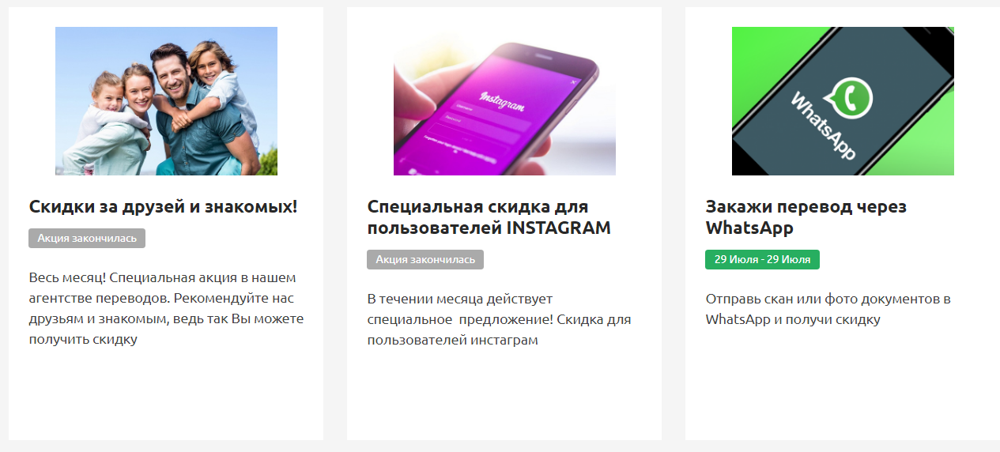 Instagram
Username
Password
WhatsApp
Скидки за друзей и знакомых!
Акция закончилась
Весь месяц! Специальная акция в нашем
агентстве переводов. Рекомендуйте нас
друзьям и знакомым, ведь так Вы можете
получить скидку
Специальная скидка для
пользователей INSTAGRAM
Акция закончилась
В течении месяца действует
специальное  предложение! Скидка для
пользователей инстаграм
Закажи перевод через
WhatsApp
29 Июля - 29 Июля
Отправь скан или фото документов в
WhatsApp и получи скидку